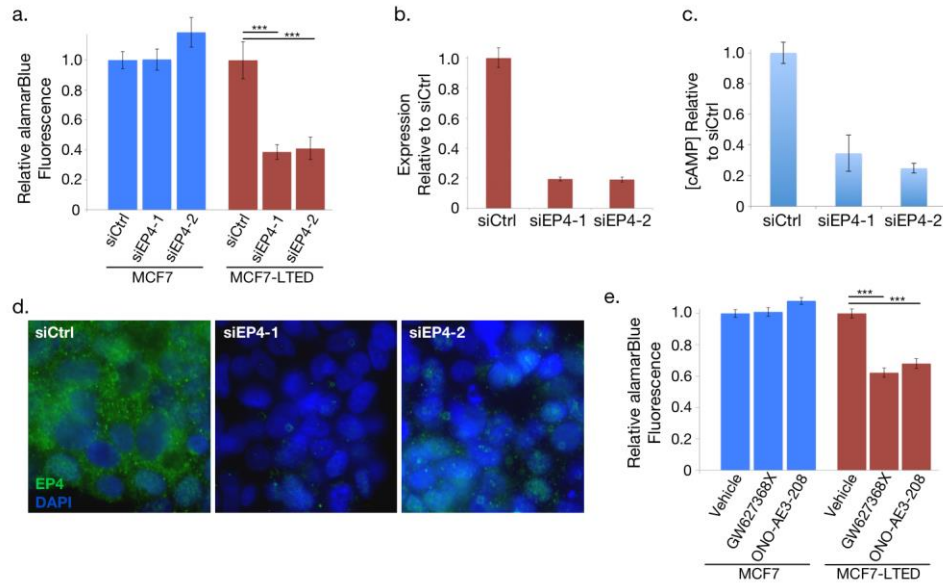 a.
Relative alamarBlue
Fluorescence
1.0
0.8
0.6
0.4
0.2
0
***
***
siCtrl
siEP4-1
siEP4-2
siCtrl
siEP4-1
siEP4-2
MCF7
MCF7-LTED
b.
Expression
Relative to siCtrl
1.0
0.8
0.6
0.4
0.2
0
siCtrl
siEP4-1
siEP4-2
c.
[cAMP] Relative
to siCtrl
1.0
0.8
0.6
0.4
0.2
0
siCtrl
siEP4-1
siEP4-2
d.
siCtrl
siEP4-1
siEP4-2
EP4
DAPI
e.
Relative alamarBlue
Fluorescence
1.0
0.8
0.6
0.4
0.2
0
***
***
Vehicle
GW627368X
ONO-AE3-208
Vehicle
GW627368X
ONO-AE3-208
MCF7
MCF7-LTED